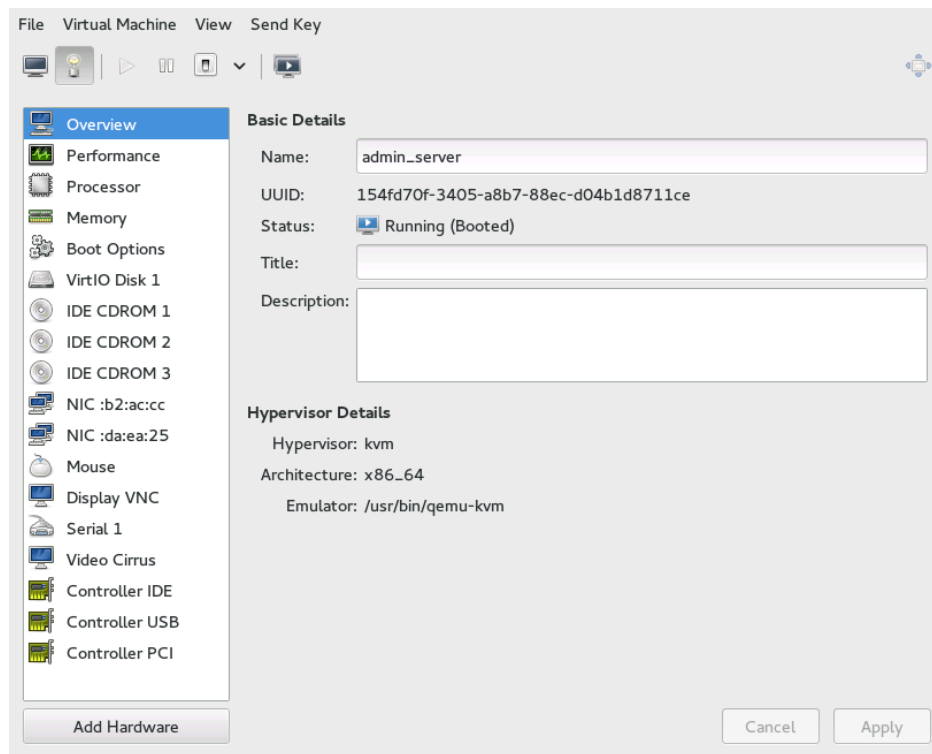 File Virtual Machine View Send Key
Overview
Performance
Processor
Memory
Boot Options
VirtIO Disk 1
IDE CDROM 1
IDE CDROM 2
IDE CDROM 3
NIC :b2:ac:cc
NIC :da:ea:25
Mouse
Display VNC
Serial 1
Video Cirrus
Controller IDE
Controller USB
Controller PCI
Add Hardware
Basic Details
Name: admin_server
UUID: 154fd70f-3405-a8b7-88ec-d04b1d8711ce
Status: Running (Booted)
Title:
Description:
Hypervisor Details
Hypervisor: kvm
Architecture: x86_64
Emulator: /usr/bin/qemu-kvm
Cancel Apply